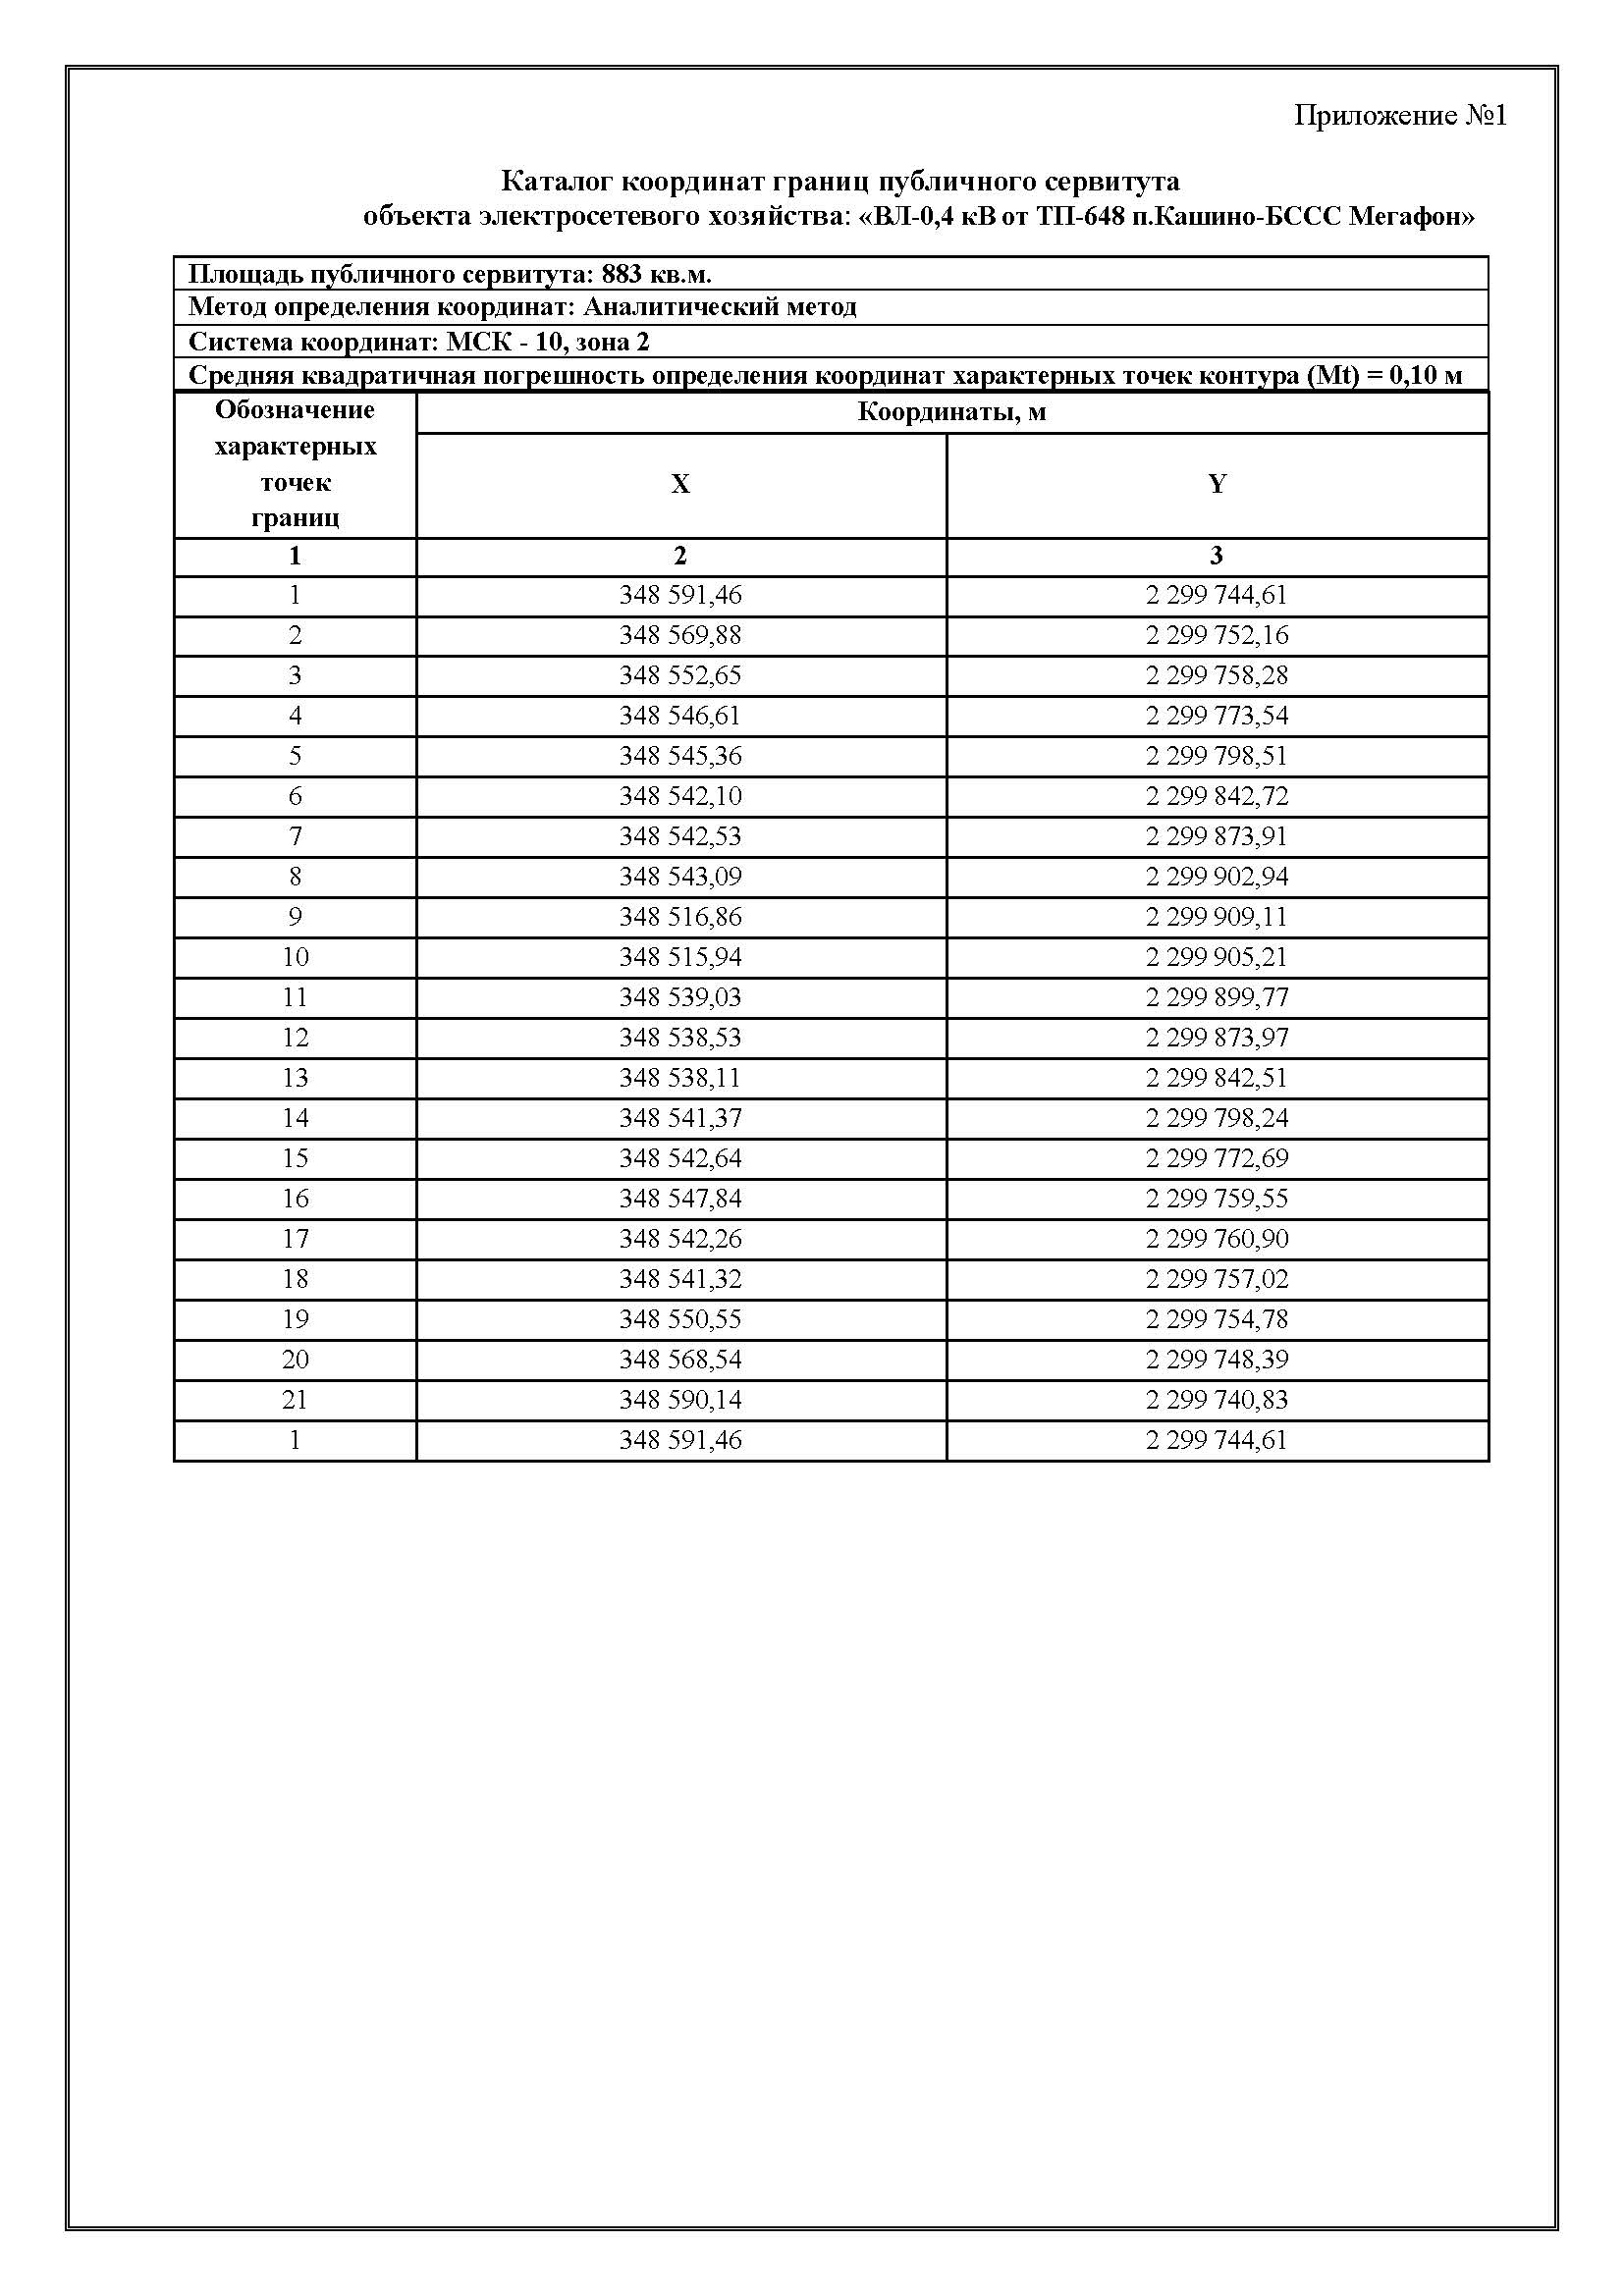 Приложение №1
Каталог координат границ публичного сервитута
объекта электросетевого хозяйства: «ВЛ-0,4 кВ от ТП-648 п.Кашино-БССС Мегафон»
Площадь публичного сервитута: 883 кв.м.
Метод определения координат: Аналитический метод
Система координат: МСК - 10, зона 2
Средняя квадратичная погрешность определения координат характерных точек контура (Mt) = 0,10 м
Обозначение
характерных
точек
границ
Координаты, м
X Y
1 2 3
1 348 591,46 2 299 744,61
2 348 569,88 2 299 752,16
3 348 552,65 2 299 758,28
4 348 546,61 2 299 773,54
5 348 545,36 2 299 798,51
6 348 542,10 2 299 842,72
7 348 542,53 2 299 873,91
8 348 543,09 2 299 902,94
9 348 516,86 2 299 909,11
10 348 515,94 2 299 905,21
11 348 539,03 2 299 899,77
12 348 538,53 2 299 873,97
13 348 538,11 2 299 842,51
14 348 541,37 2 299 798,24
15 348 542,64 2 299 772,69
16 348 547,84 2 299 759,55
17 348 542,26 2 299 760,90
18 348 541,32 2 299 757,02
19 348 550,55 2 299 754,78
20 348 568,54 2 299 748,39
21 348 590,14 2 299 740,83
1 348 591,46 2 299 744,61